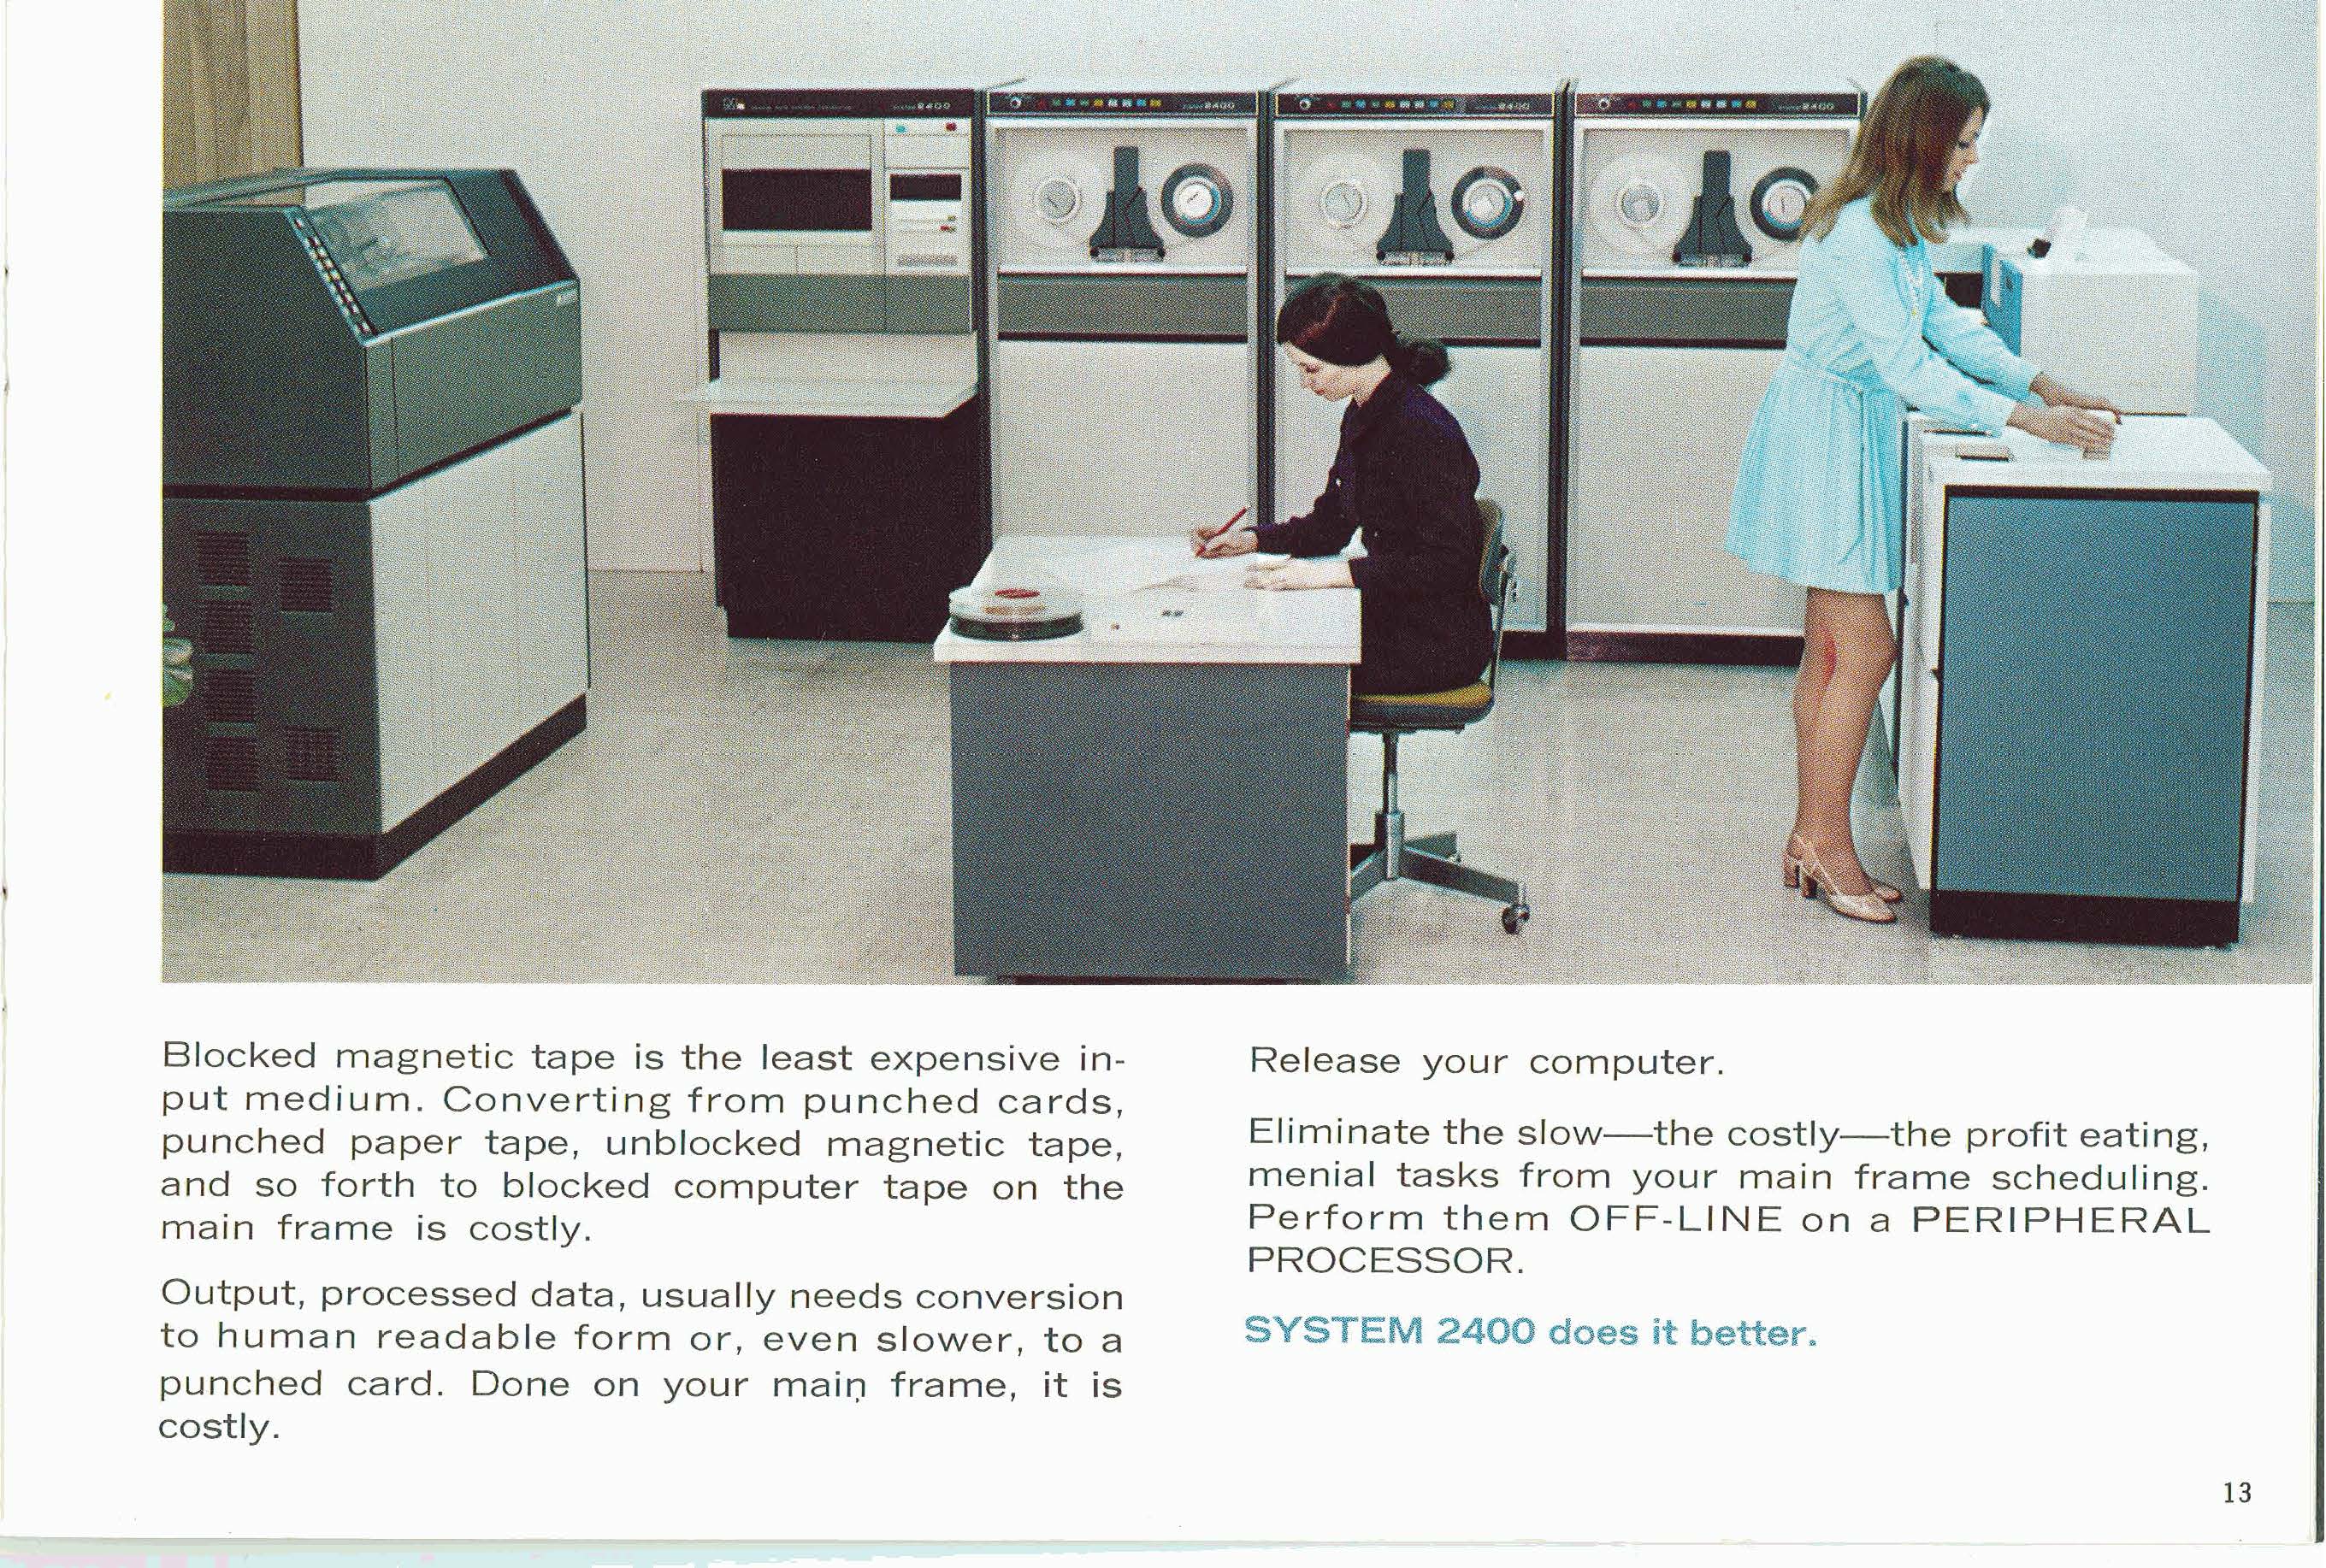 2400
2400
2400
2400
Blocked magnetic tape is the least expensive in-
put medium. Converting from punched cards,
punched paper tape, unblocked magnetic tape,
and so forth to blocked computer tape on the
main frame is costly.
Output, processed data, usually needs conversion
to human readable form or, even slower, to a
punched card. Done on your main frame, it is
costly.
Release your computer.
Eliminate the slow—the costly—the profit eating,
menial tasks from your main frame scheduling.
Perform them OFF-LINE on a PERIPHERAL
PROCESSOR.
SYSTEM 2400 does it better.
13